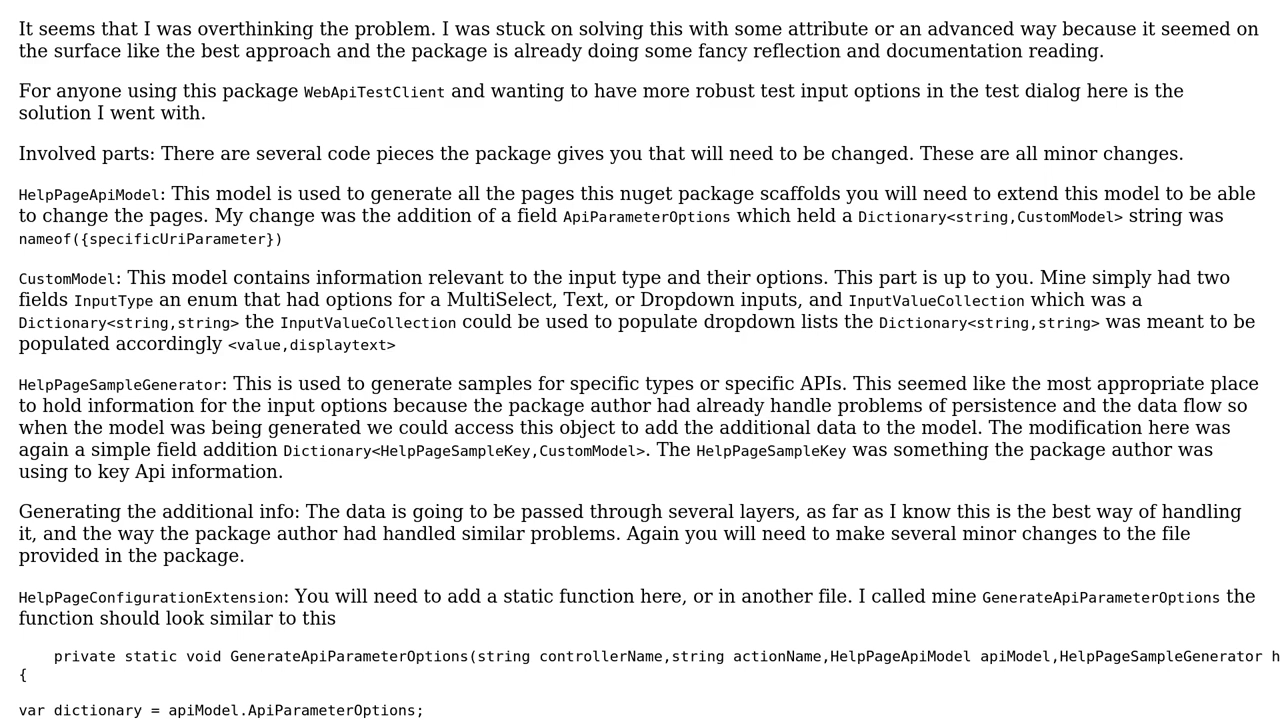 It seems that I was overthinking the problem. I was stuck on solving this with some attribute or an advanced way because it seemed on
the surface like the best approach and the package is already doing some fancy reflection and documentation reading.
For anyone using this package WebApiTestClient and wanting to have more robust test input options in the test dialog here is the
solution I went with.
Involved parts: There are several code pieces the package gives you that will need to be changed. These are all minor changes.
HelpPageApiModel: This model is used to generate all the pages this nuget package scaffolds you will need to extend this model to be able
to change the pages. My change was the addition of a field ApiParameterOptions which held a Dictionary<string,CustomModel> string was
nameof({specificUriParameter})
CustomModel: This model contains information relevant to the input type and their options. This part is up to you. Mine simply had two
fields InputType an enum that had options for a MultiSelect, Text, or Dropdown inputs, and InputValueCollection which was a
Dictionary<string,string> the InputValueCollection could be used to populate dropdown lists the Dictionary<string,string> was meant to be
populated accordingly <value,displaytext>
HelpPageSampleGenerator: This is used to generate samples for specific types or specific APIs. This seemed like the most appropriate place
to hold information for the input options because the package author had already handle problems of persistence and the data flow so
when the model was being generated we could access this object to add the additional data to the model. The modification here was
again a simple field addition Dictionary<HelpPageSampleKey,CustomModel>. The HelpPageSampleKey was something the package author was
using to key Api information.
Generating the additional info: The data is going to be passed through several layers, as far as I know this is the best way of handling
it, and the way the package author had handled similar problems. Again you will need to make several minor changes to the file
provided in the package.
HelpPageConfigurationExtension: You will need to add a static function here, or in another file. I called mine GenerateApiParameterOptions the
function should look similar to this
private static void GenerateApiParameterOptions(string controllerName,string actionName,HelpPageApiModel apiModel,HelpPageSampleGenerator h
{
var dictionary = apiModel.ApiParameterOptions;